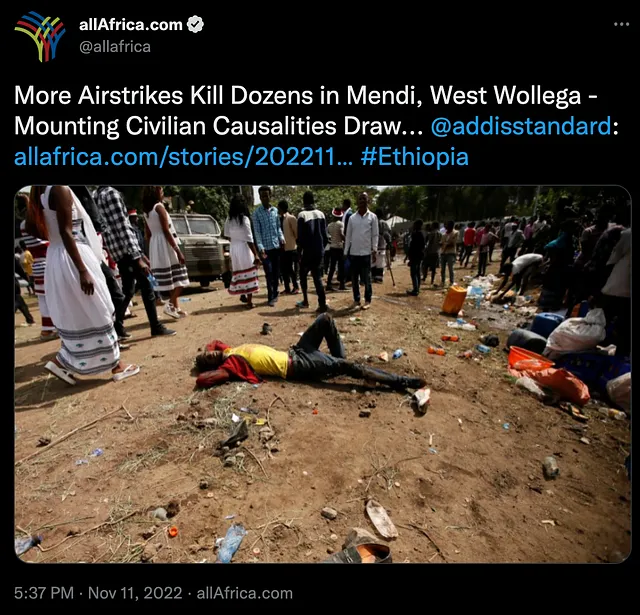 allAfrica.com
@allafrica
More Airstrikes Kill Dozens in Mendi, West Wollega -
Mounting Civilian Causalities Draw... @addisstandard:
allafrica.com/stories/202211... #Ethiopia
5:37 PM · Nov 11, 2022 · allAfrica.com